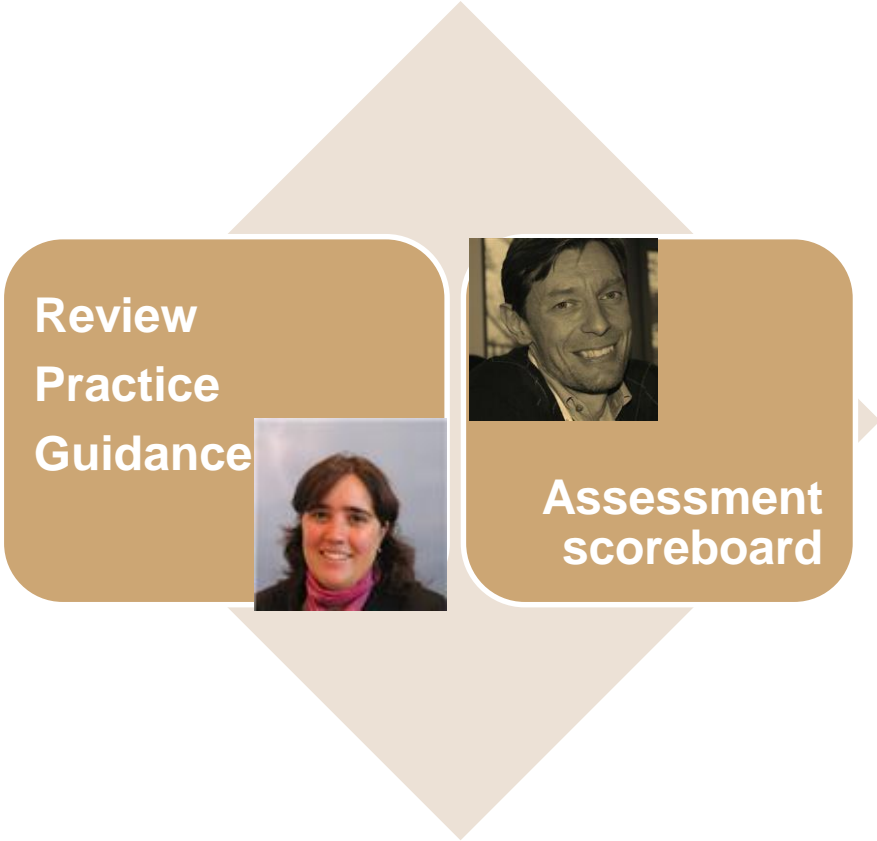 Review
Practice
Guidance
Assessment
scoreboard